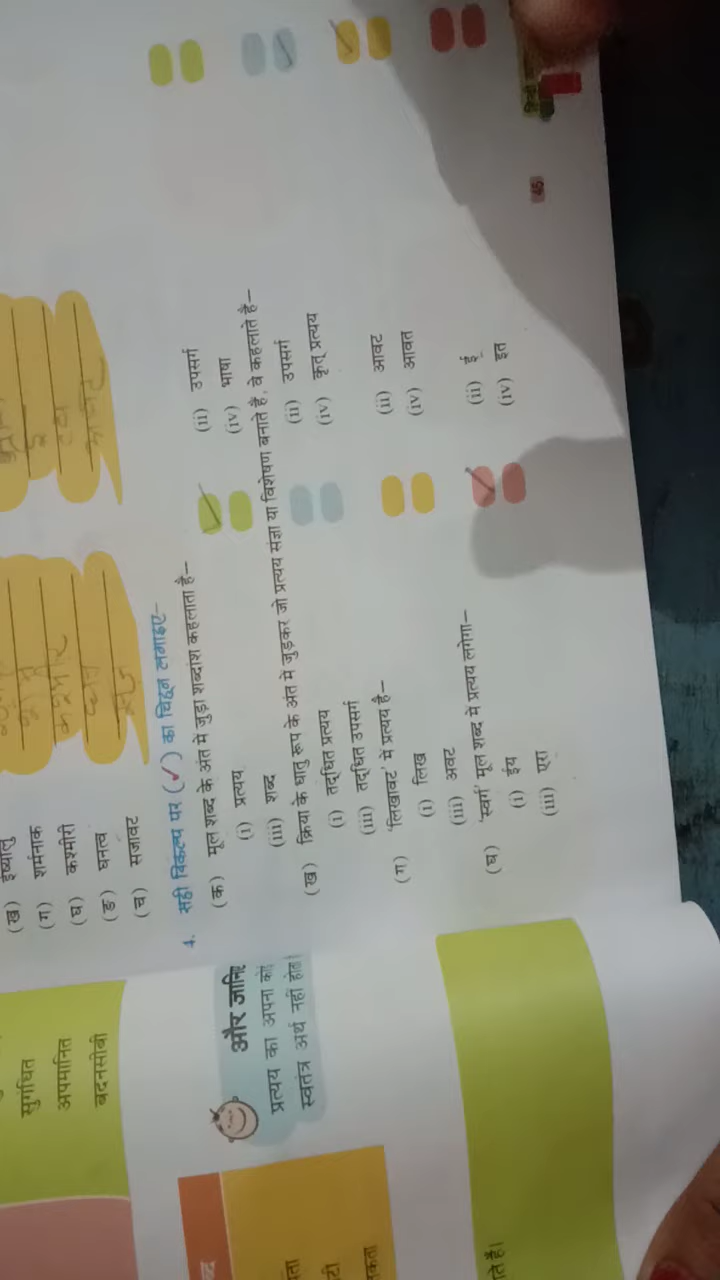 सुगंधित
अपमानित
बदनसीबी
और जानिए
प्रत्यय का अपना कोई
स्वतंत्र अर्थ नहीं होता।
ते हैं।
(ख) ईर्ष्यालु
(ग) शर्मनाक
(घ) कश्मीरी
(ङ) घनत्व
(च) सजावट
4. सही विकल्प पर (✓) का चिह्न लगाइए–
(क) मूल शब्द के अंत में जुड़ा शब्दांश कहलाता है–
(i) प्रत्यय (ii) उपसर्ग
(iii) शब्द (iv) भाषा
(ख) क्रिया के धातु रूप के अंत में जुड़कर जो प्रत्यय संज्ञा या विशेषण बनाते हैं, वे कहलाते हैं–
(i) तद्धित प्रत्यय (ii) उपसर्ग
(iii) तद्धित उपसर्ग (iv) कृत् प्रत्यय
(ग) 'लिखावट' में प्रत्यय है–
(i) लिख (ii) आवट
(iii) अवट (iv) आवत
(घ) 'स्वर्ग' मूल शब्द में प्रत्यय लगेगा–
(i) ईय (ii) ई
(iii) एरा (iv) इत
45